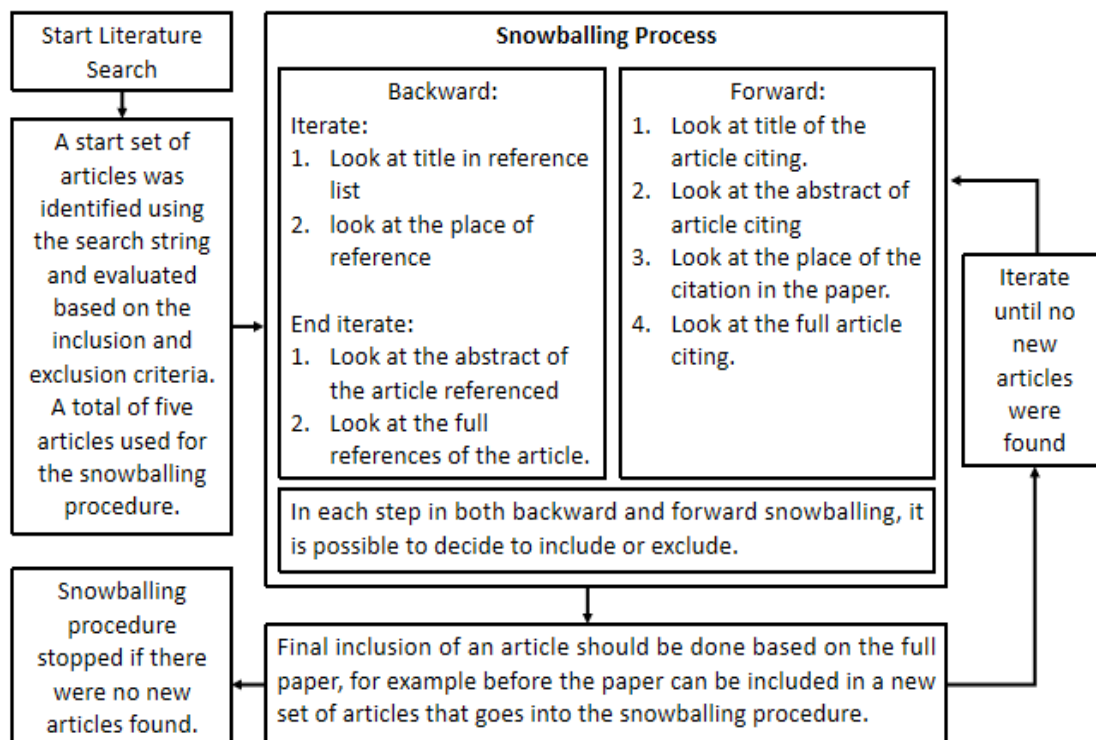 Start Literature
Search
A start set of
articles was
identified using
the search string
and evaluated
based on the
inclusion and
exclusion criteria.
A total of five
articles used for
the snowballing
procedure.
Snowballing Process
Backward:
Iterate:
1. Look at title in reference
list
2. look at the place of
reference
End iterate:
1. Look at the abstract of
the article referenced
2. Look at the full
references of the article.
Forward:
1. Look at title of the
article citing.
2. Look at the abstract of
article citing
3. Look at the place of the
citation in the paper.
4. Look at the full article
citing.
In each step in both backward and forward snowballing, it
is possible to decide to include or exclude.
Iterate
until no
new
articles
were
found
Final inclusion of an article should be done based on the full
paper, for example before the paper can be included in a new
set of articles that goes into the snowballing procedure.
Snowballing
procedure
stopped if there
were no new
articles found.